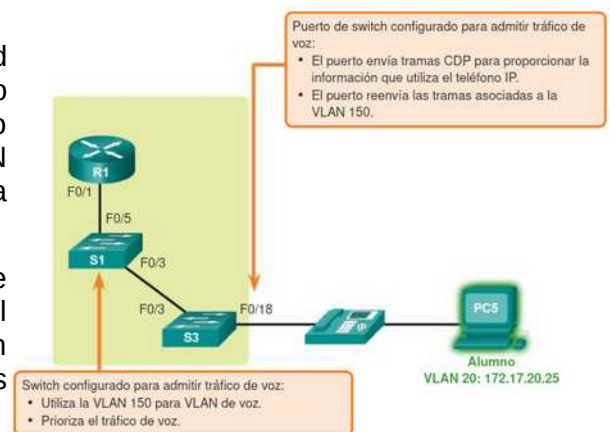 Puerto de switch configurado para admitir tráfico de
voz:
• El puerto envía tramas CDP para proporcionar la
información que utiliza el teléfono IP.
• El puerto reenvía las tramas asociadas a la
VLAN 150.
R1
F0/1
F0/5
S1
F0/3
F0/3
F0/18
S3
IP
PC5
Alumno
VLAN 20: 172.17.20.25
Switch configurado para admitir tráfico de voz:
• Utiliza la VLAN 150 para VLAN de voz.
• Prioriza el tráfico de voz.